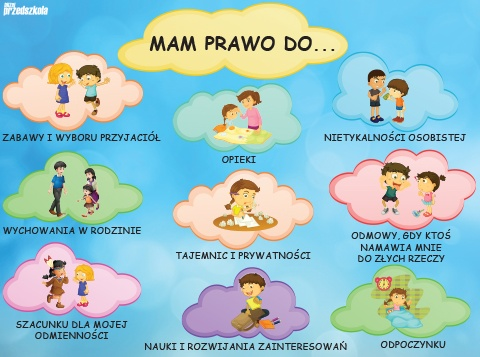 BLIŻEJ
przedszkola
MAM PRAWO DO...
ZABAWY I WYBORU PRZYJACIÓŁ
OPIEKI
NIETYKALNOŚCI OSOBISTEJ
WYCHOWANIA W RODZINIE
TAJEMNIC I PRYWATNOŚCI
ODMOWY, GDY KTOŚ
NAMAWIA MNIE
DO ZŁYCH RZECZY
SZACUNKU DLA MOJEJ
ODMIENNOŚCI
NAUKI I ROZWIJANIA ZAINTERESOWAŃ
ODPOCZYNKU